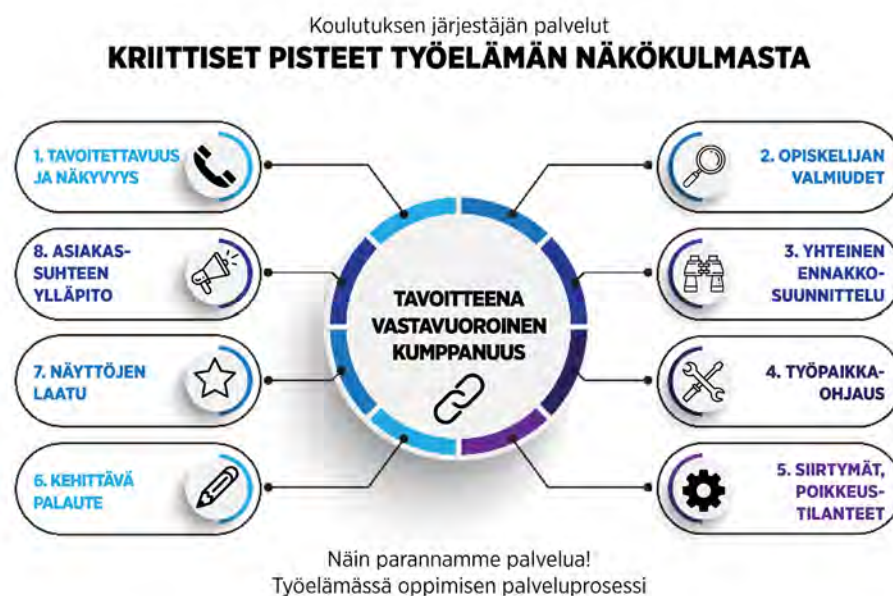 Koulutuksen järjestäjän palvelut
KRIITTISET PISTEET TYÖELÄMÄN NÄKÖKULMASTA
1. TAVOITETTAVUUS
JA NÄKYVYYS
2. OPISKELIJAN
VALMIUDET
3. YHTEINEN
ENNAKKO-
SUUNNITTELU
4. TYÖPAIKKA-
OHJAUS
5. SIIRTYMÄT,
POIKKEUS-
TILANTEET
6. KEHITTÄVÄ
PALAUTE
7. NÄYTTÖJEN
LAATU
8. ASIAKAS-
SUHTEEN
YLLÄPITO
TAVOITTEENA
VASTAVUOROINEN
KUMPPANUUS
Näin parannamme palvelua!
Työelämässä oppimisen palveluprosessi